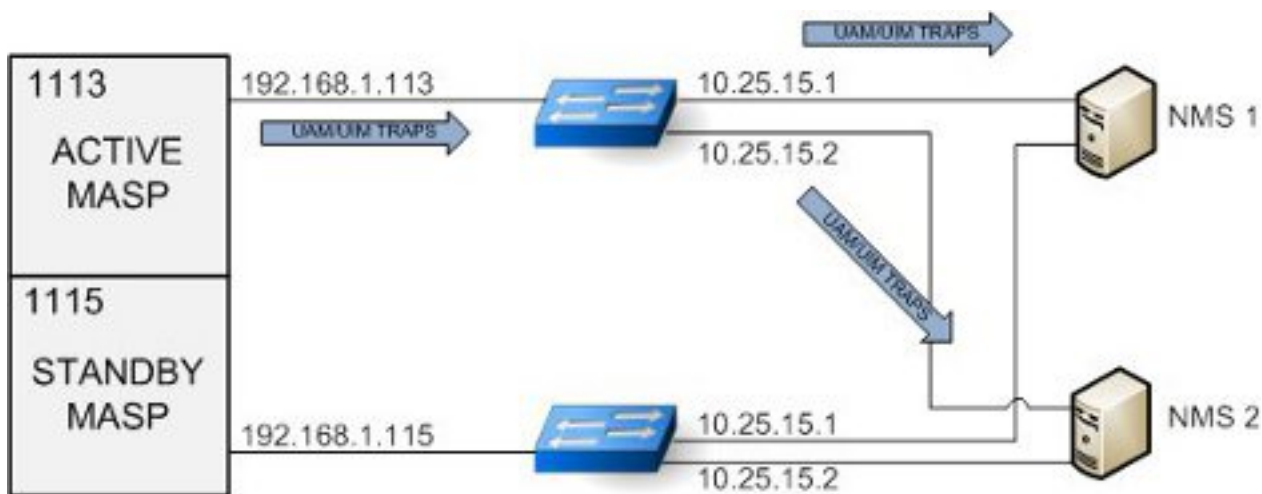 UAM/UIM TRAPS
1113
ACTIVE
MASP
192.168.1.113
10.25.15.1
NMS 1
UAM/UIM TRAPS
10.25.15.2
UAM/UIM TRAPS
1115
STANDBY
MASP
192.168.1.115
10.25.15.1
NMS 2
10.25.15.2